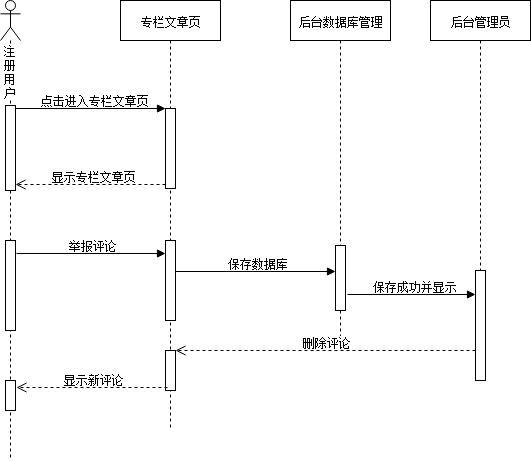 专栏文章页
后台数据库管理
后台管理员
注册用户
点击进入专栏文章页
显示专栏文章页
举报评论
保存数据库
保存成功并显示
删除评论
显示新评论